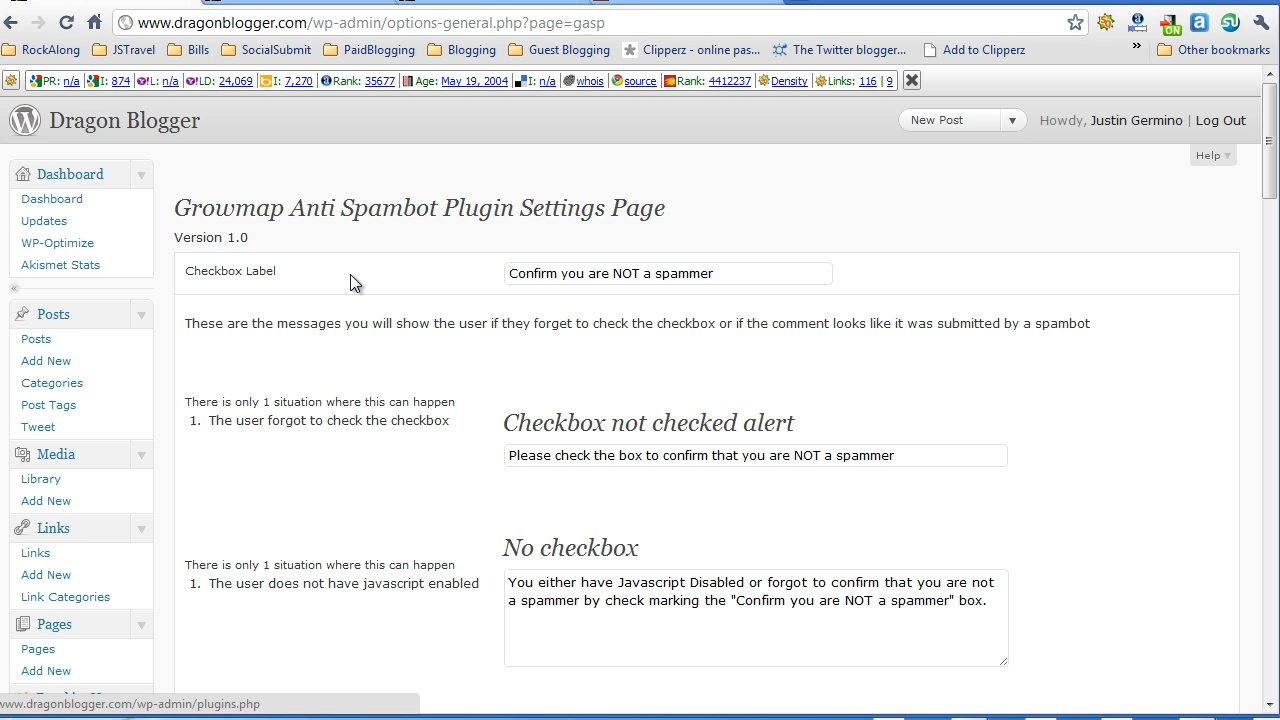 www.dragonblogger.com/wp-admin/options-general.php?page=gasp
RockAlong JSTravel Bills SocialSubmit PaidBlogging Blogging Guest Blogging Clipperz - online pas... The Twitter blogger... Add to Clipperz » Other bookmarks
PR: n/a I: 874 L: n/a LD: 24,069 I: 7,270 Rank: 35677 Age: May 19, 2004 I: n/a whois source Rank: 4412237 Density Links: 116 | 9
Dragon Blogger
New Post
Howdy, Justin Germino | Log Out
Help
Dashboard
Dashboard
Updates
WP-Optimize
Akismet Stats
Posts
Posts
Add New
Categories
Post Tags
Tweet
Media
Library
Add New
Links
Links
Add New
Link Categories
Pages
Pages
Add New
Growmap Anti Spambot Plugin Settings Page
Version 1.0
Checkbox Label
Confirm you are NOT a spammer
These are the messages you will show the user if they forget to check the checkbox or if the comment looks like it was submitted by a spambot
There is only 1 situation where this can happen
1. The user forgot to check the checkbox
Checkbox not checked alert
Please check the box to confirm that you are NOT a spammer
There is only 1 situation where this can happen
1. The user does not have javascript enabled
No checkbox
You either have Javascript Disabled or forgot to confirm that you are not
a spammer by check marking the "Confirm you are NOT a spammer" box.
www.dragonblogger.com/wp-admin/plugins.php